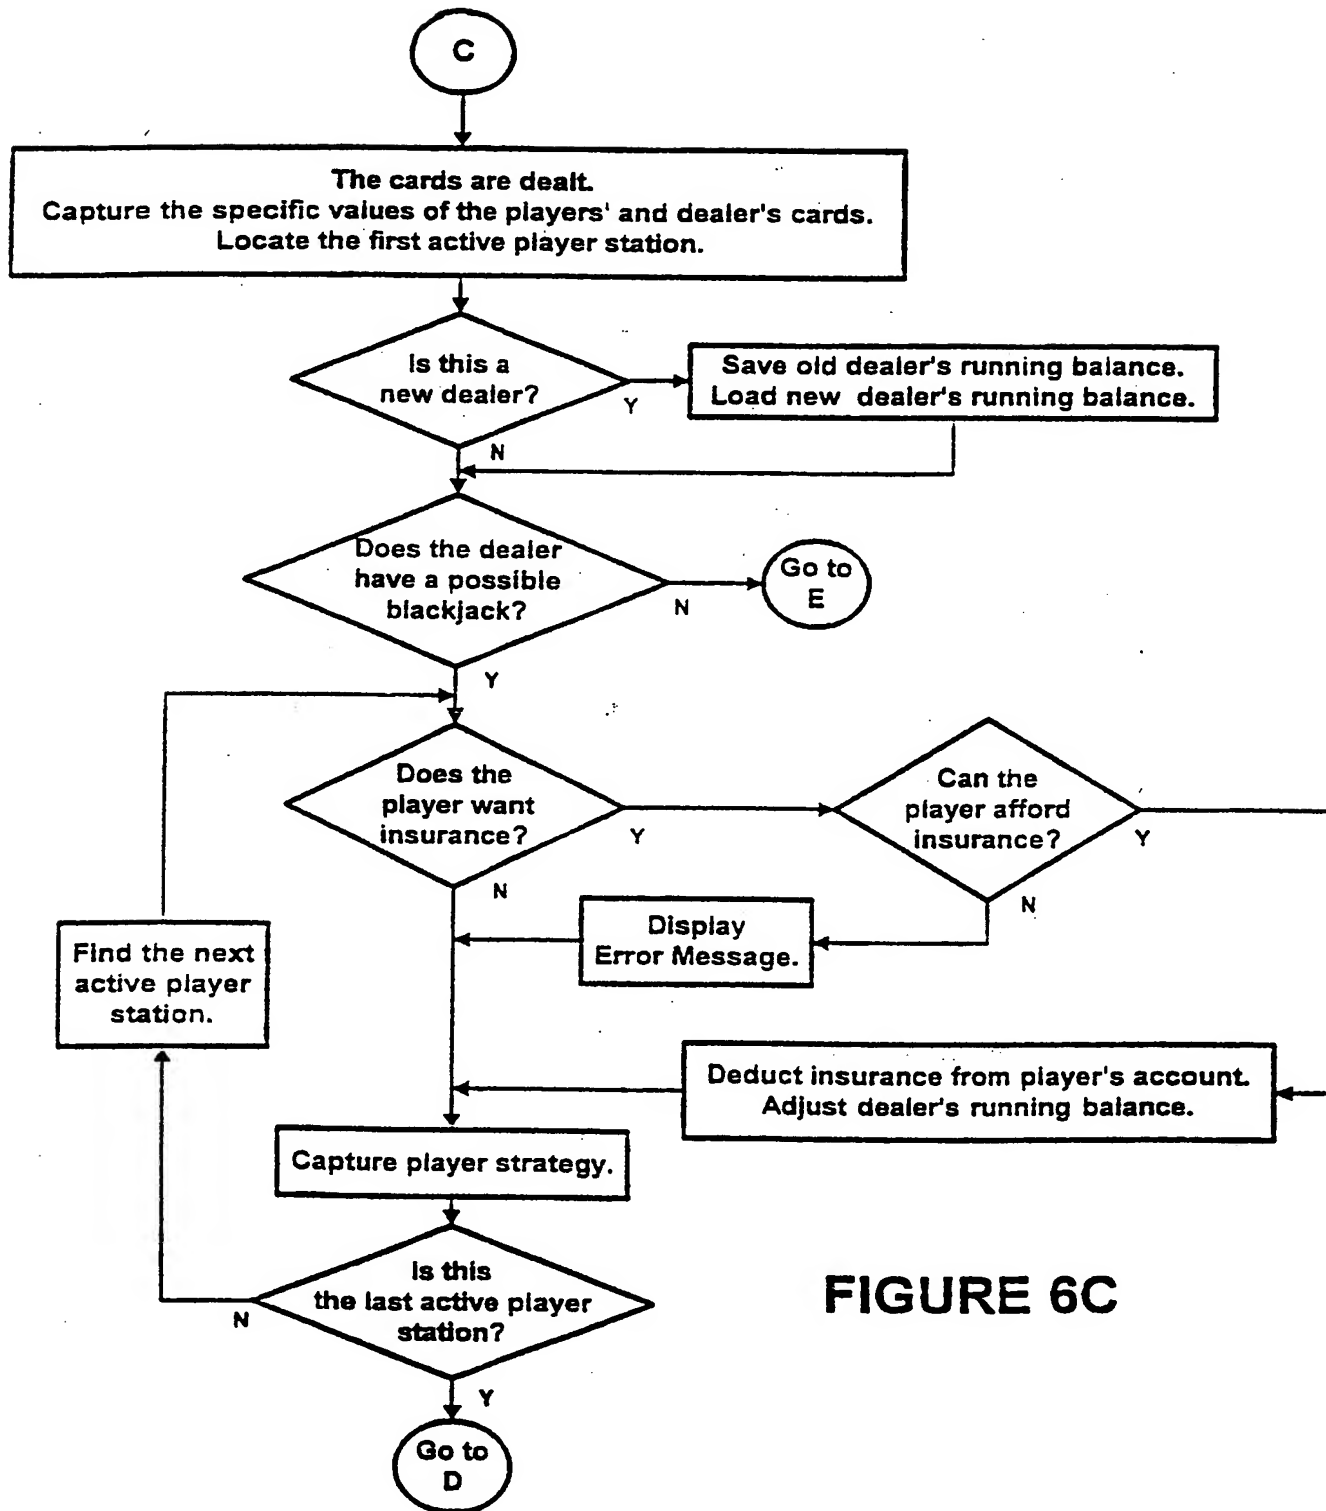 C
The cards are dealt.
Capture the specific values of the players' and dealer's cards.
Locate the first active player station.
Is this a
new dealer?
Y
Save old dealer's running balance.
Load new dealer's running balance.
N
Does the dealer
have a possible
blackjack?
N
Go to
E
Y
Does the
player want
insurance?
Y
Can the
player afford
insurance?
Y
N
N
Display
Error Message.
Find the next
active player
station.
Deduct insurance from player's account.
Adjust dealer's running balance.
Capture player strategy.
Is this
the last active player
station?
N
Y
Go to
D
FIGURE 6C